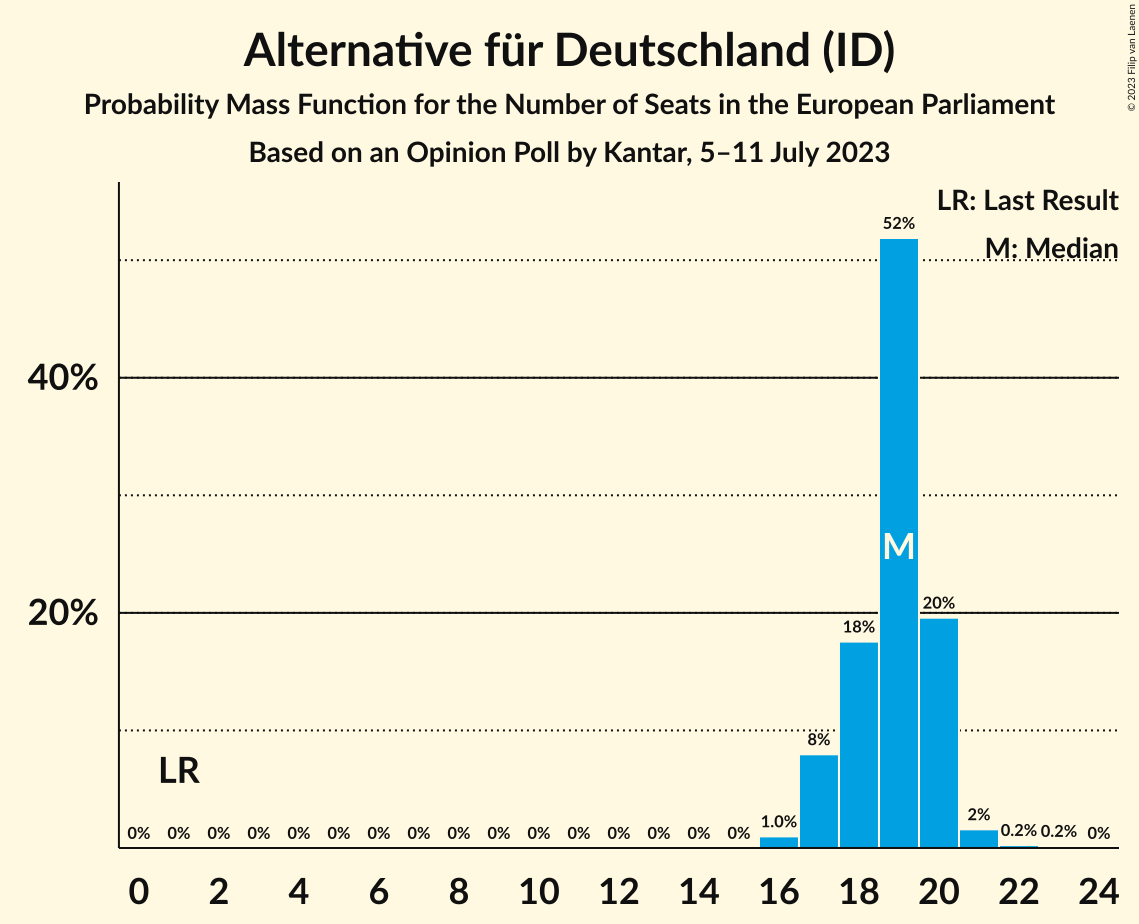 Alternative für Deutschland (ID)
Probability Mass Function for the Number of Seats in the European Parliament
Based on an Opinion Poll by Kantar, 5–11 July 2023
© 2023 Filip van Laenen
LR: Last Result
M: Median
52%
40%
M
20%
20%
18%
8%
LR
0% 0% 0% 0% 0% 0% 0% 0% 0% 0% 0% 0% 0% 0% 0% 0% 1.0% 2% 0.2% 0.2% 0%
0 2 4 6 8 10 12 14 16 18 20 22 24